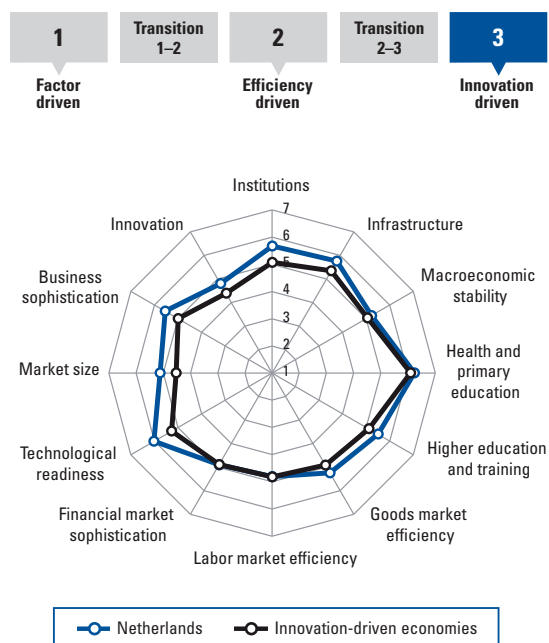 1
Transition
1–2
2
Transition
2–3
3
Factor
driven
Efficiency
driven
Innovation
driven
Institutions
7
Innovation
Infrastructure
6
5
Business
sophistication
Macroeconomic
stability
4
3
2
Market size
1
Health and
primary
education
Technological
readiness
Higher education
and training
Financial market
sophistication
Goods market
efficiency
Labor market efficiency
Netherlands
Innovation-driven economies